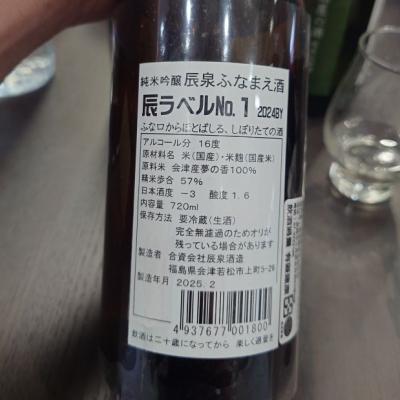 純米吟醸 辰泉ふなまえ酒
辰ラベルNo.1 2024BY
ふな口からほとばしる、しぼりたての酒
アルコール分 16度
原材料名 米(国産)・米麹(国産米)
原料米 会津産夢の香100%
精米歩合 57%
日本酒度 -3 酸度 1.6
内容量 720ml
保存方法 要冷蔵(生酒)
完全無濾過のためオリが
残っている場合があります
製造者 合資会社辰泉酒造
福島県会津若松市上町5-26
製造年月 2025.2
4937677001800
飲酒は二十歳になってから 楽しく適量を